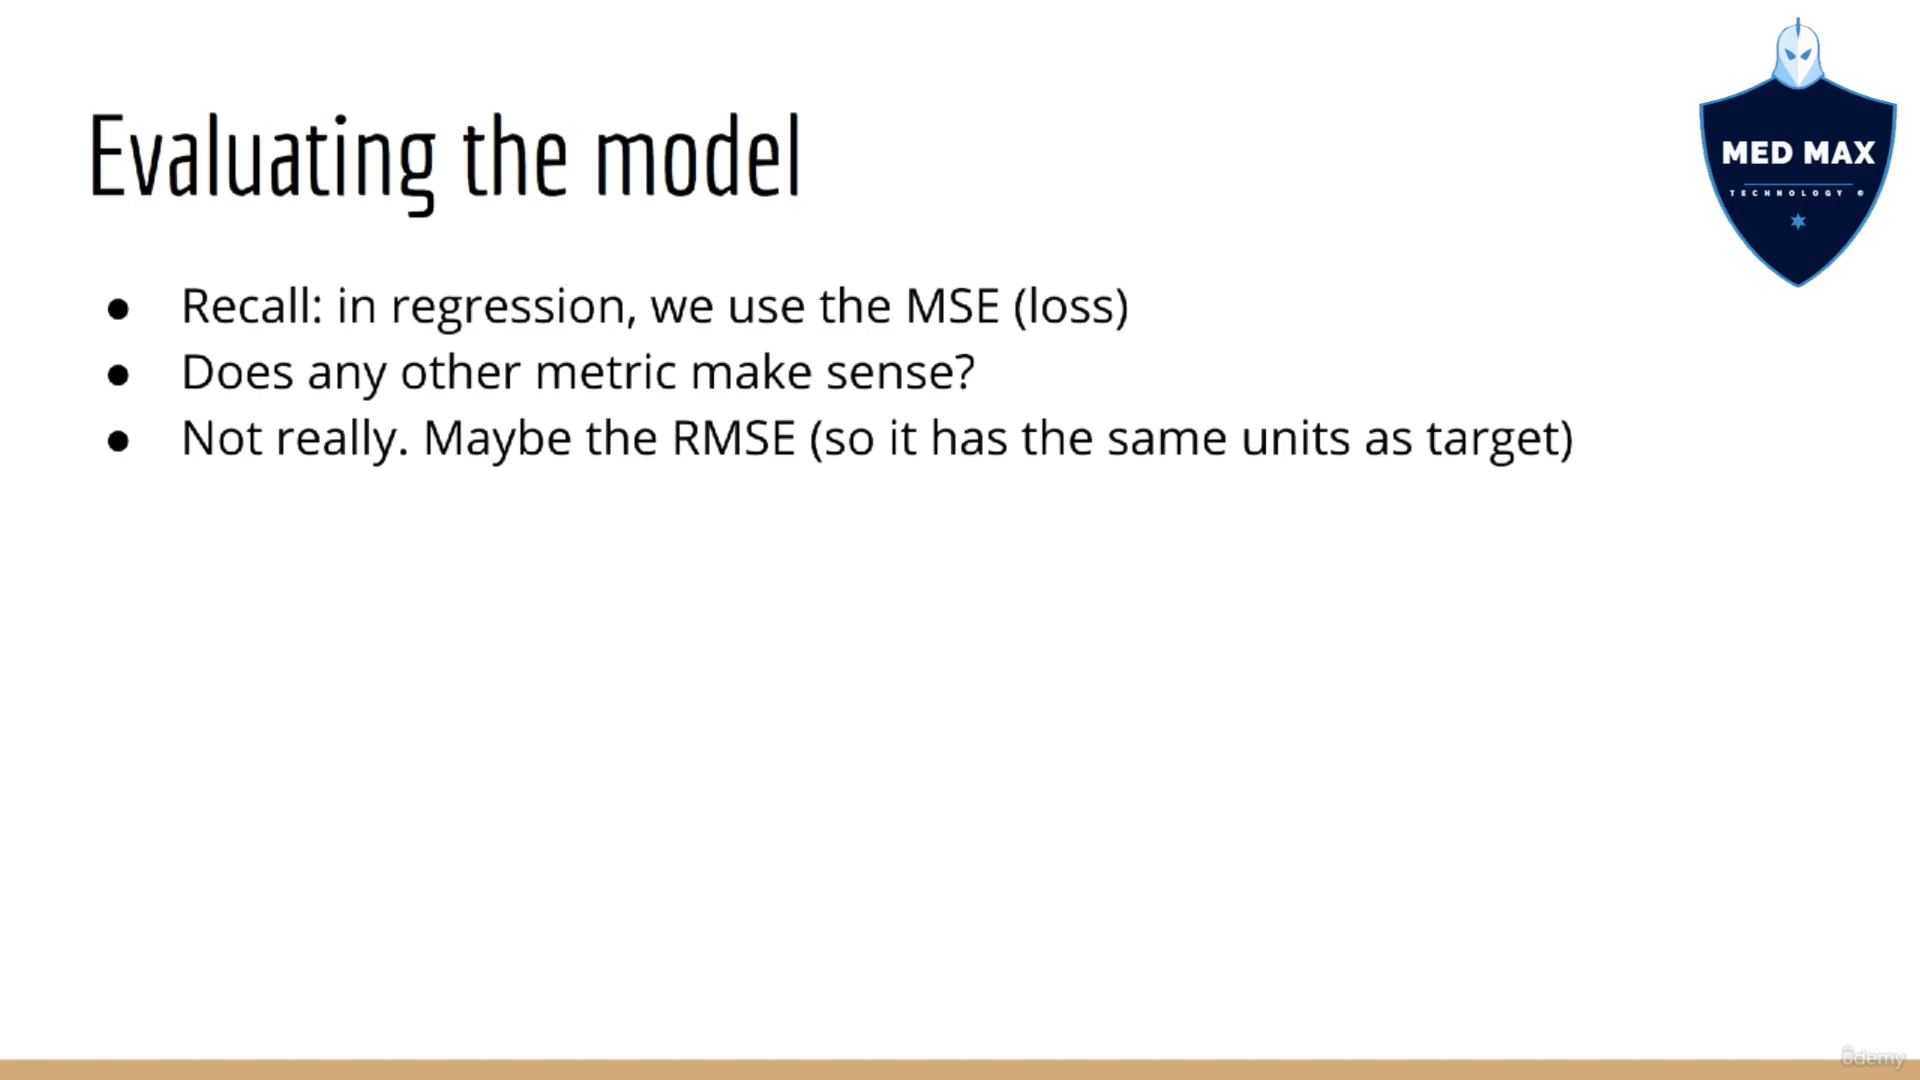 Evaluating the model
MED MAX
TECHNOLOGY ®
● Recall: in regression, we use the MSE (loss)
● Does any other metric make sense?
● Not really. Maybe the RMSE (so it has the same units as target)
ûdemy